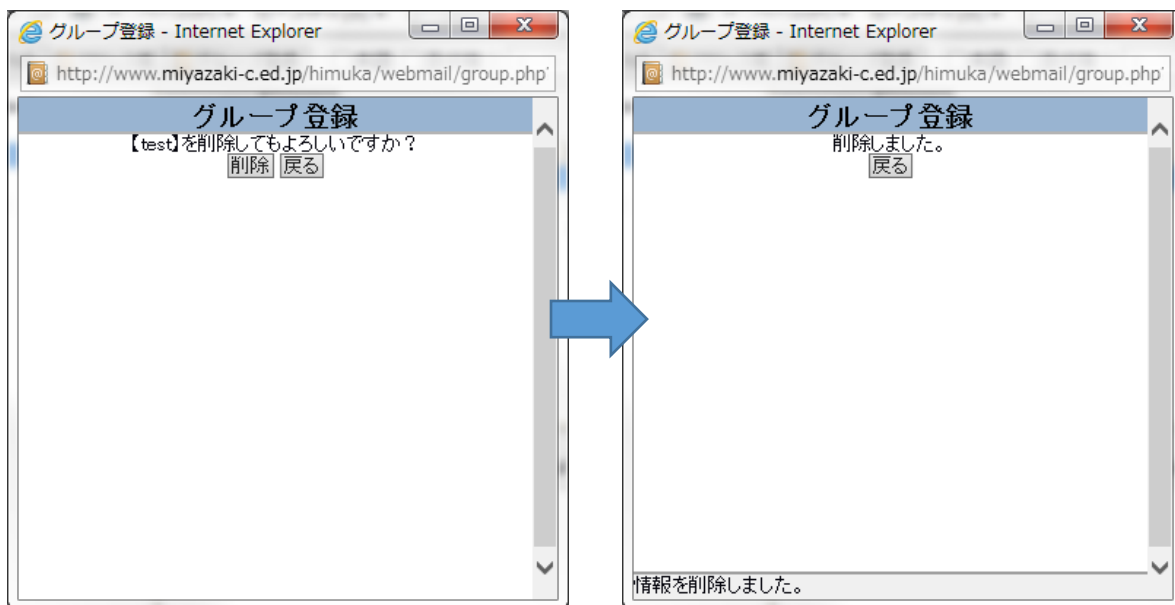 グループ登録 - Internet Explorer
http://www.miyazaki-c.ed.jp/himuka/webmail/group.php?
グループ登録
【test】を削除してもよろしいですか？
削除 戻る
グループ登録 - Internet Explorer
http://www.miyazaki-c.ed.jp/himuka/webmail/group.php?
グループ登録
削除しました。
戻る
情報を削除しました。